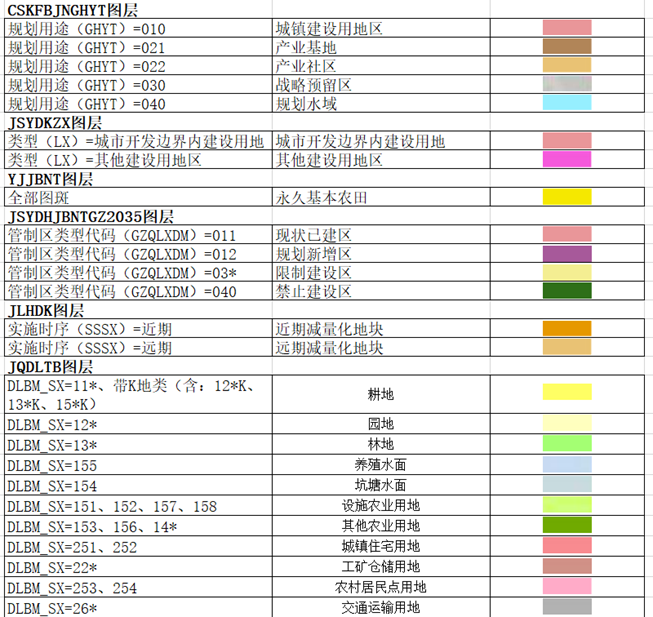 CSKFBJNGHYT图层
规划用途（GHYT）=010 城镇建设用地区
规划用途（GHYT）=021 产业基地
规划用途（GHYT）=022 产业社区
规划用途（GHYT）=030 战略预留区
规划用途（GHYT）=040 规划水域
JSYDKZX图层
类型（LX）=城市开发边界内建设用地 城市开发边界内建设用地
类型（LX）=其他建设用地区 其他建设用地区
YJJBNT图层
全部图斑 永久基本农田
JSYDHJBNTGZ2035图层
管制区类型代码（GZQLXDM）=011 现状已建区
管制区类型代码（GZQLXDM）=012 规划新增区
管制区类型代码（GZQLXDM）=03* 限制建设区
管制区类型代码（GZQLXDM）=040 禁止建设区
JLHDK图层
实施时序（SSSX）=近期 近期减量化地块
实施时序（SSSX）=远期 远期减量化地块
JQDLTB图层
DLBM_SX=11*、带K地类（含：12*K、
13*K、15*K） 耕地
DLBM_SX=12* 园地
DLBM_SX=13* 林地
DLBM_SX=155 养殖水面
DLBM_SX=154 坑塘水面
DLBM_SX=151、152、157、158 设施农业用地
DLBM_SX=153、156、14* 其他农业用地
DLBM_SX=251、252 城镇住宅用地
DLBM_SX=22* 工矿仓储用地
DLBM_SX=253、254 农村居民点用地
DLBM_SX=26* 交通运输用地